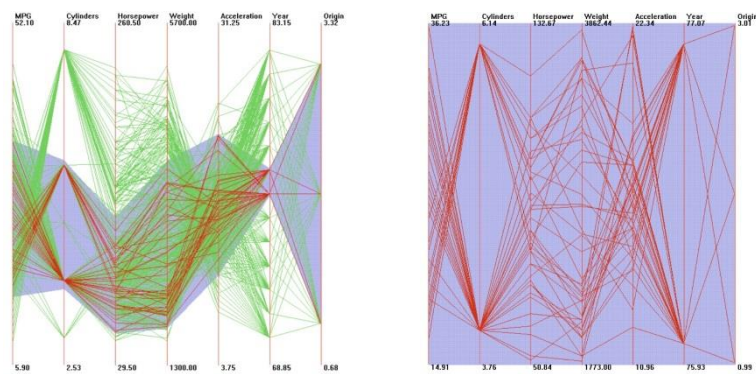 MPG Cylinders Horsepower Weight Acceleration Year Origin
52.10 8.47 260.50 5700.00 31.25 83.15 3.32
5.90 2.53 29.50 1300.00 3.75 68.85 0.68
MPG Cylinders Horsepower Weight Acceleration Year Origin
36.23 6.14 132.67 3862.44 22.34 77.07 3.01
14.91 3.76 50.84 1773.00 10.96 75.93 0.99